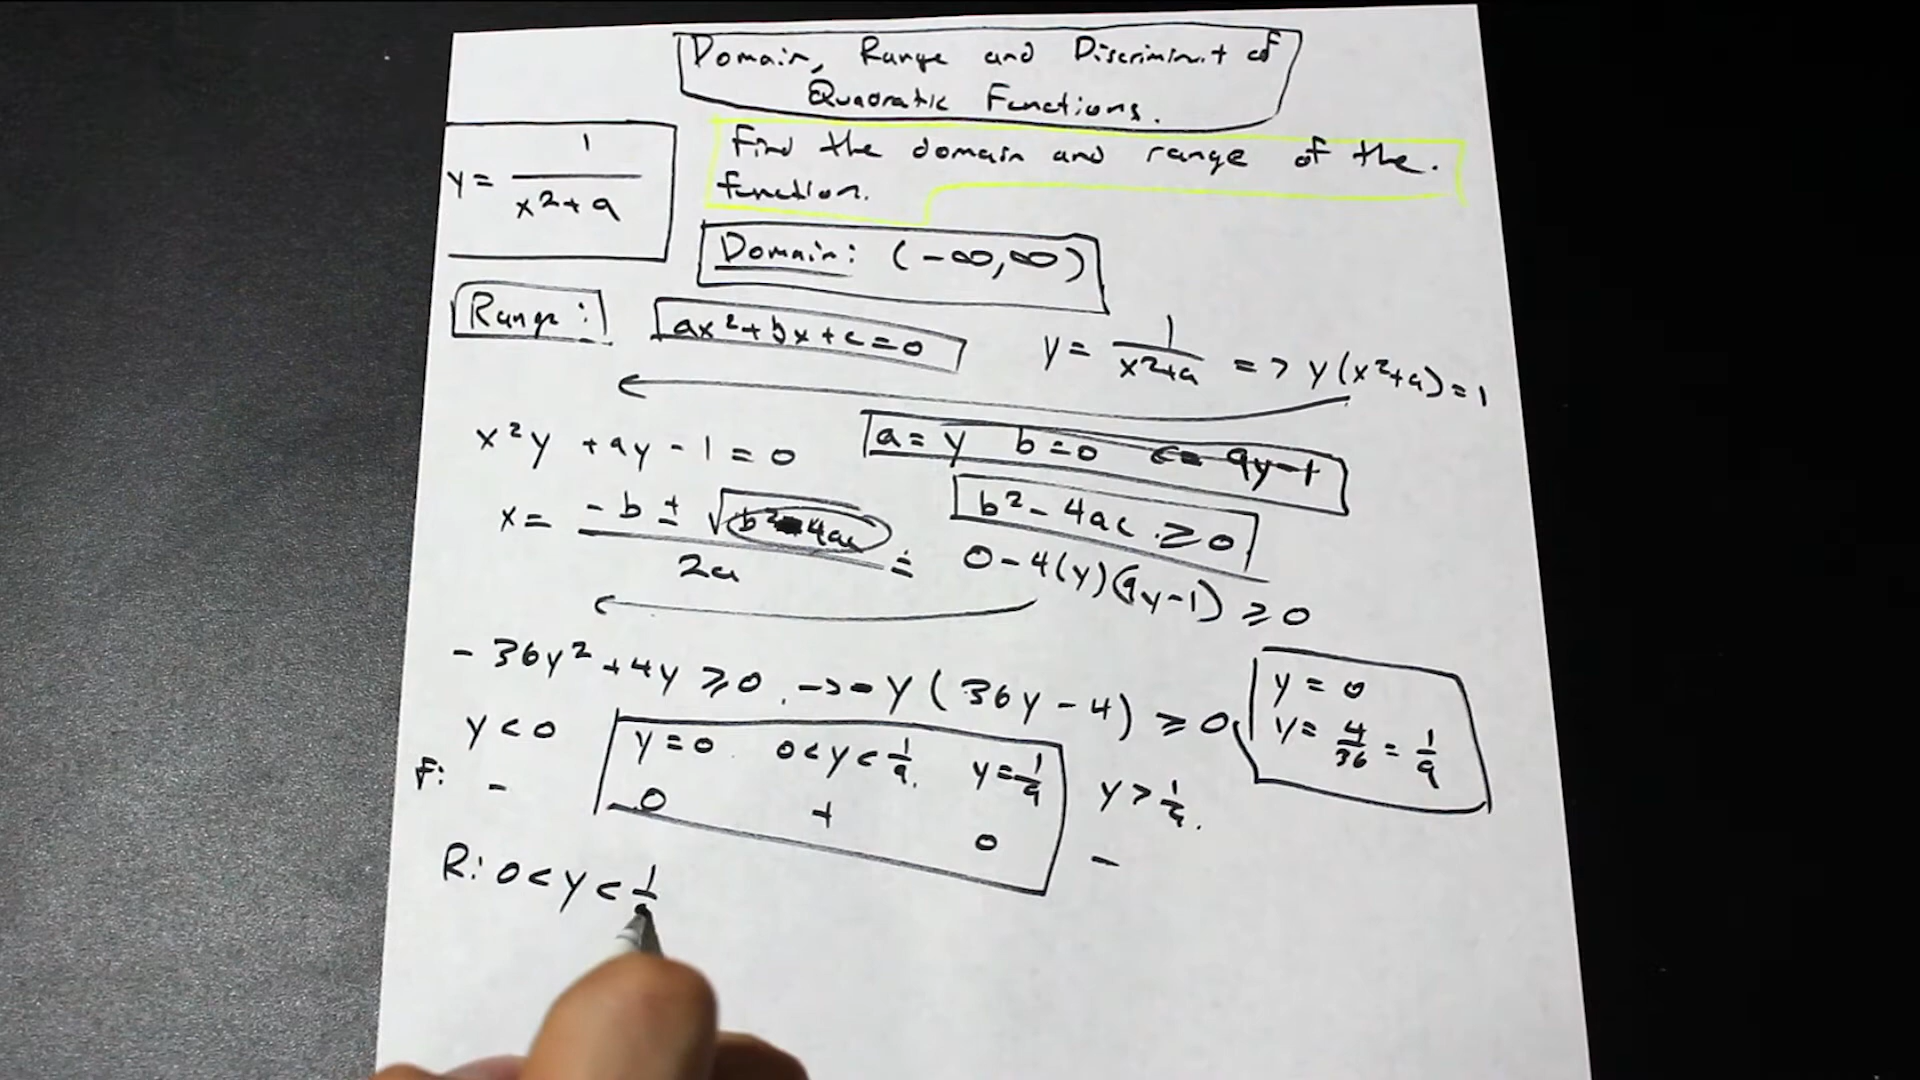 Domain, Range and Discriminant of
Quadratic Functions.
Find the domain and range of the.
function.
y = 1/(x²+9)
Domain: (-∞,∞)
Range:
ax²+bx+c=0
y = 1/(x²+9) => y(x²+9)=1
x²y +9y-1=0
a=y b=0 c=9y-1
x= (-b±√(b²-4ac))/2a =
b²-4ac ≥0
0-4(y)(9y-1)≥0
-36y²+4y≥0. -> -y(36y-4)≥0
y=0
y=4/36=1/9
y<0 y=0 0<y<1/9. y=1/9 y>1/9.
F: - 0 + 0 -
R: 0<y<1